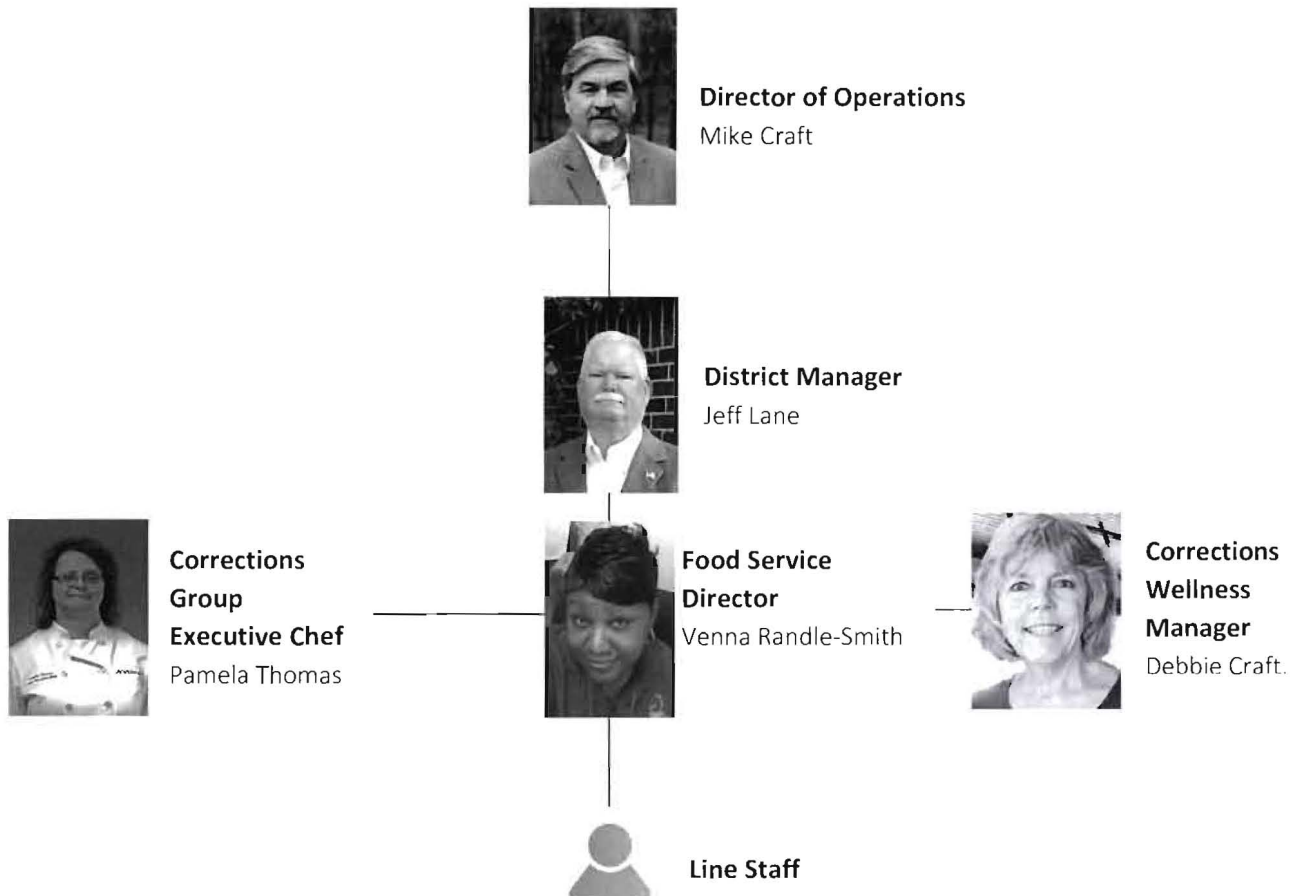 Director of Operations
Mike Craft
District Manager
Jeff Lane
Corrections
Group
Executive Chef
Pamela Thomas
Food Service
Director
Venna Randle-Smith
Corrections
Wellness
Manager
Debbie Craft.
Line Staff